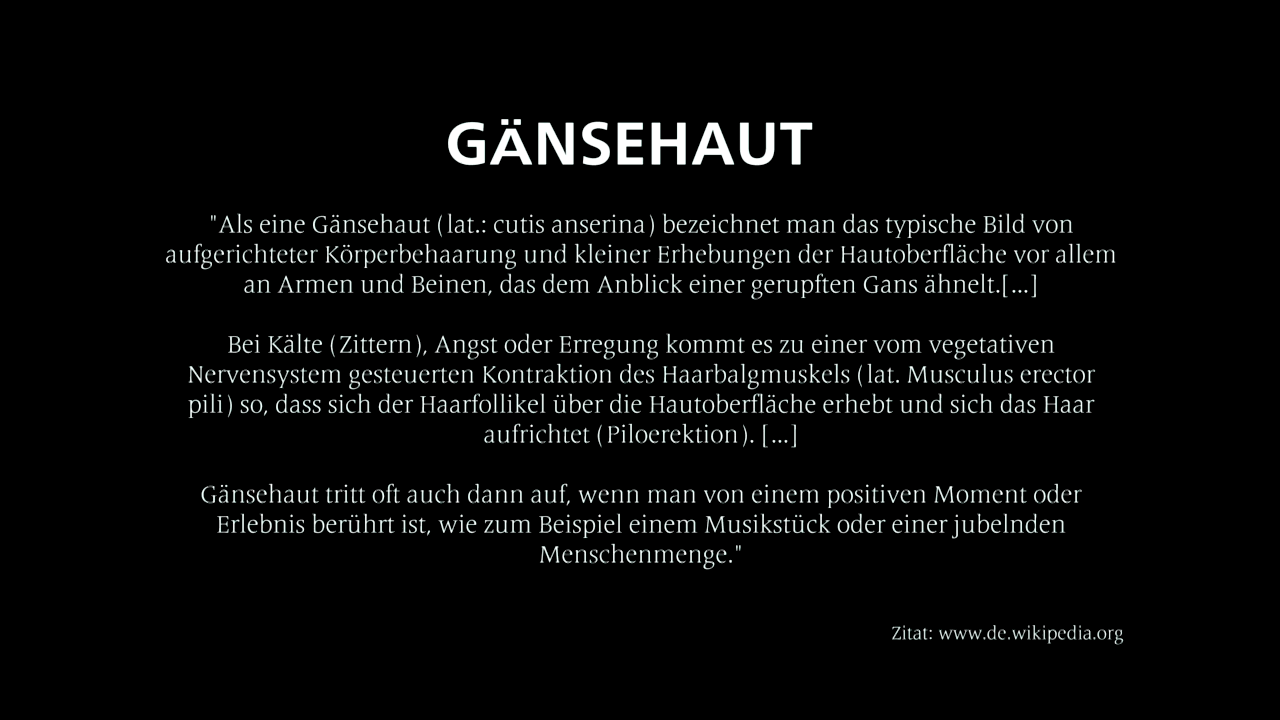 GÄNSEHAUT
"Als eine Gänsehaut (lat.: cutis anserina) bezeichnet man das typische Bild von
aufgerichteter Körperbehaarung und kleiner Erhebungen der Hautoberfläche vor allem
an Armen und Beinen, das dem Anblick einer gerupften Gans ähnelt.[...]
Bei Kälte (Zittern), Angst oder Erregung kommt es zu einer vom vegetativen
Nervensystem gesteuerten Kontraktion des Haarbalgmuskels (lat. Musculus erector
pili) so, dass sich der Haarfollikel über die Hautoberfläche erhebt und sich das Haar
aufrichtet (Piloerektion). [...]
Gänsehaut tritt oft auch dann auf, wenn man von einem positiven Moment oder
Erlebnis berührt ist, wie zum Beispiel einem Musikstück oder einer jubelnden
Menschenmenge."
Zitat: www.de.wikipedia.org